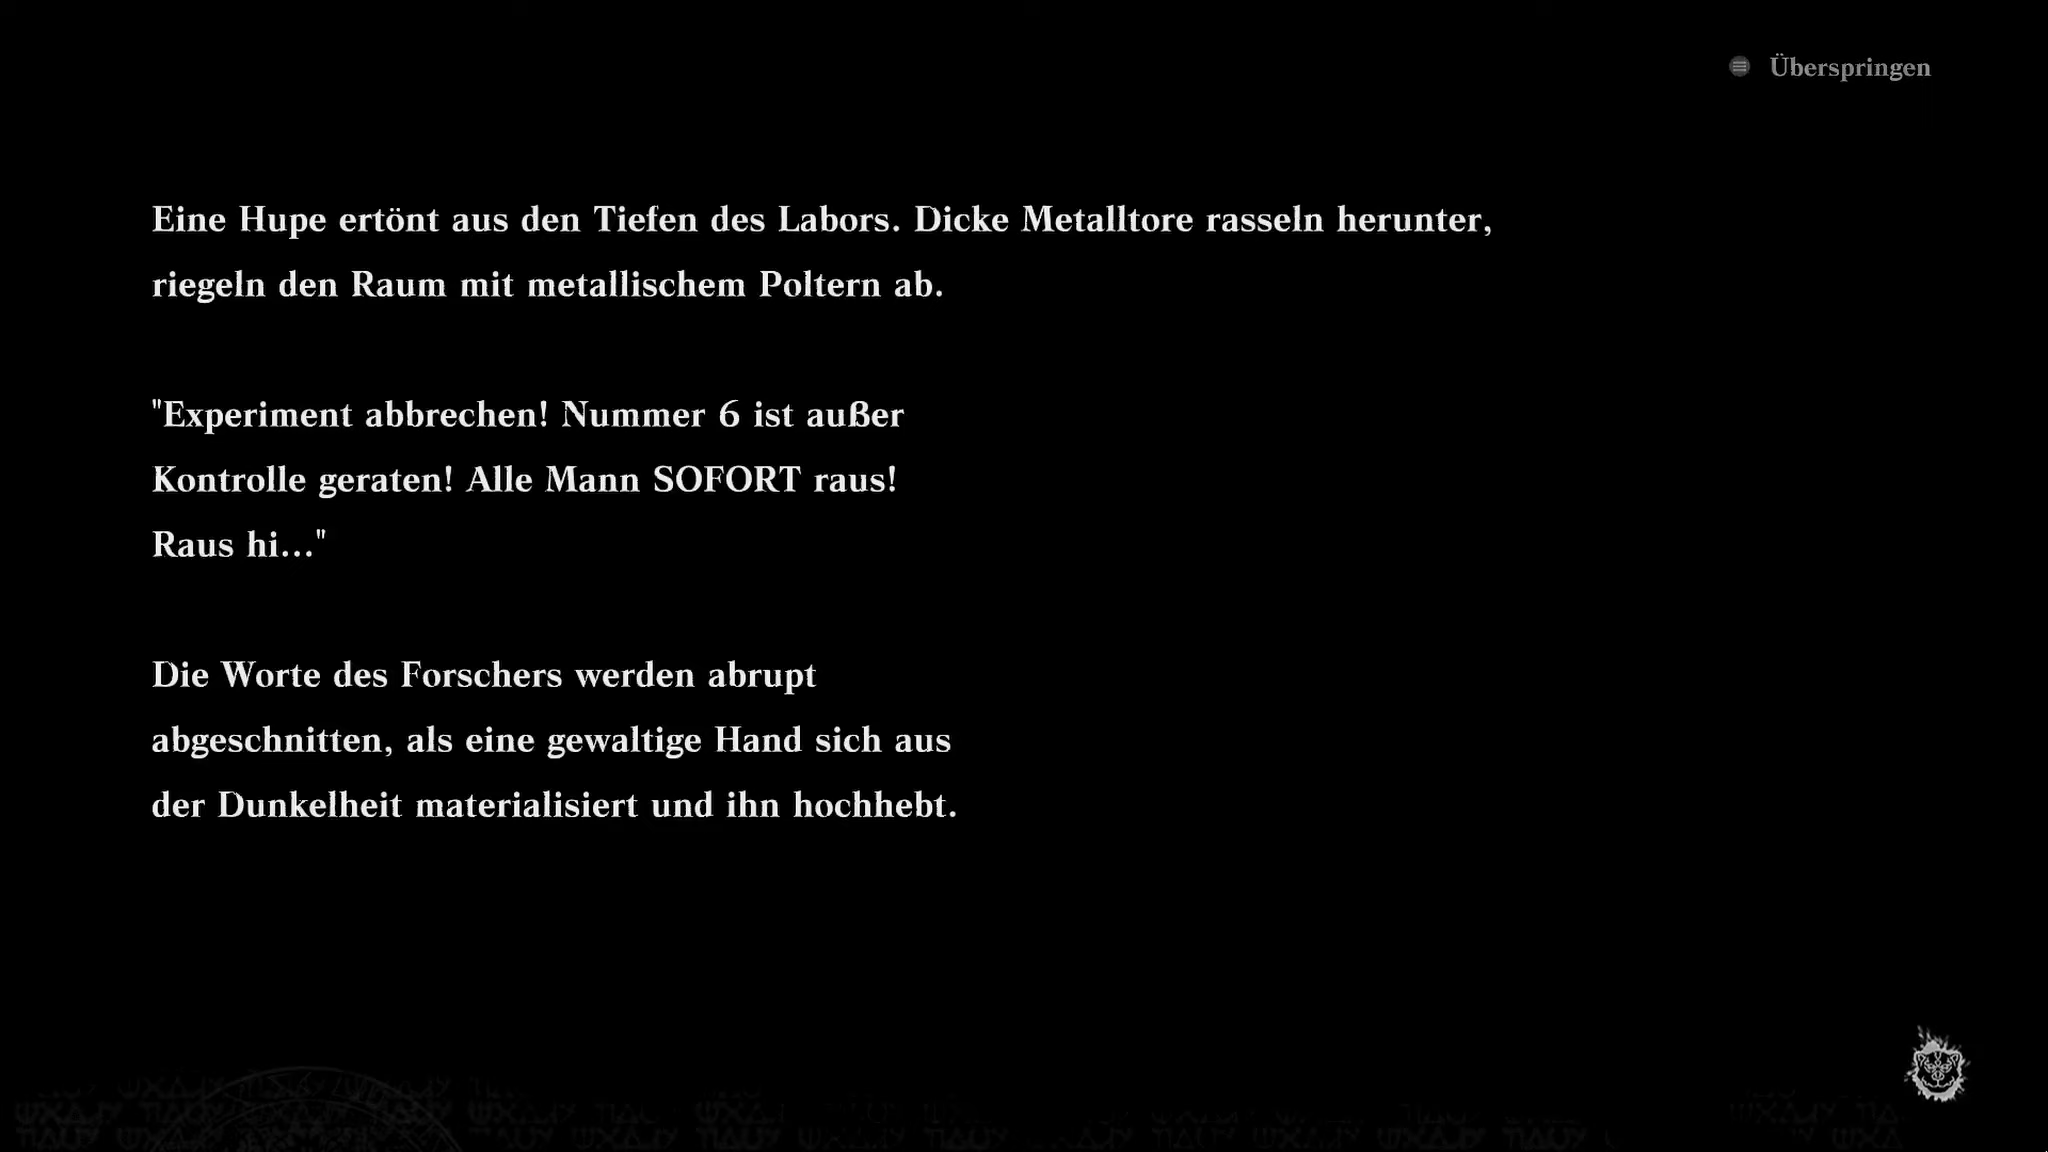 Überspringen
Eine Hupe ertönt aus den Tiefen des Labors. Dicke Metalltore rasseln herunter,
riegeln den Raum mit metallischem Poltern ab.
"Experiment abbrechen! Nummer 6 ist außer
Kontrolle geraten! Alle Mann SOFORT raus!
Raus hi..."
Die Worte des Forschers werden abrupt
abgeschnitten, als eine gewaltige Hand sich aus
der Dunkelheit materialisiert und ihn hochhebt.